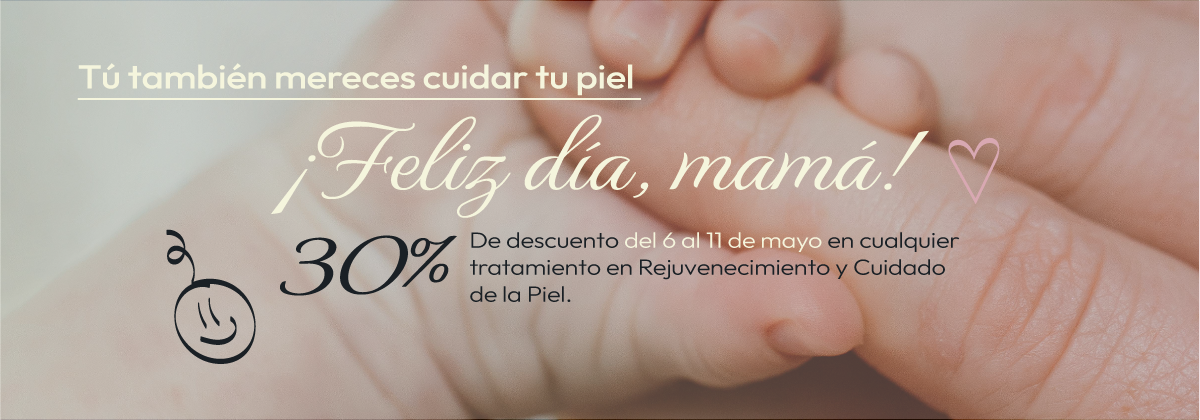 Tú también mereces cuidar tu piel
¡Feliz día, mamá!
30%
De descuento del 6 al 11 de mayo en cualquier
tratamiento en Rejuvenecimiento y Cuidado
de la Piel.